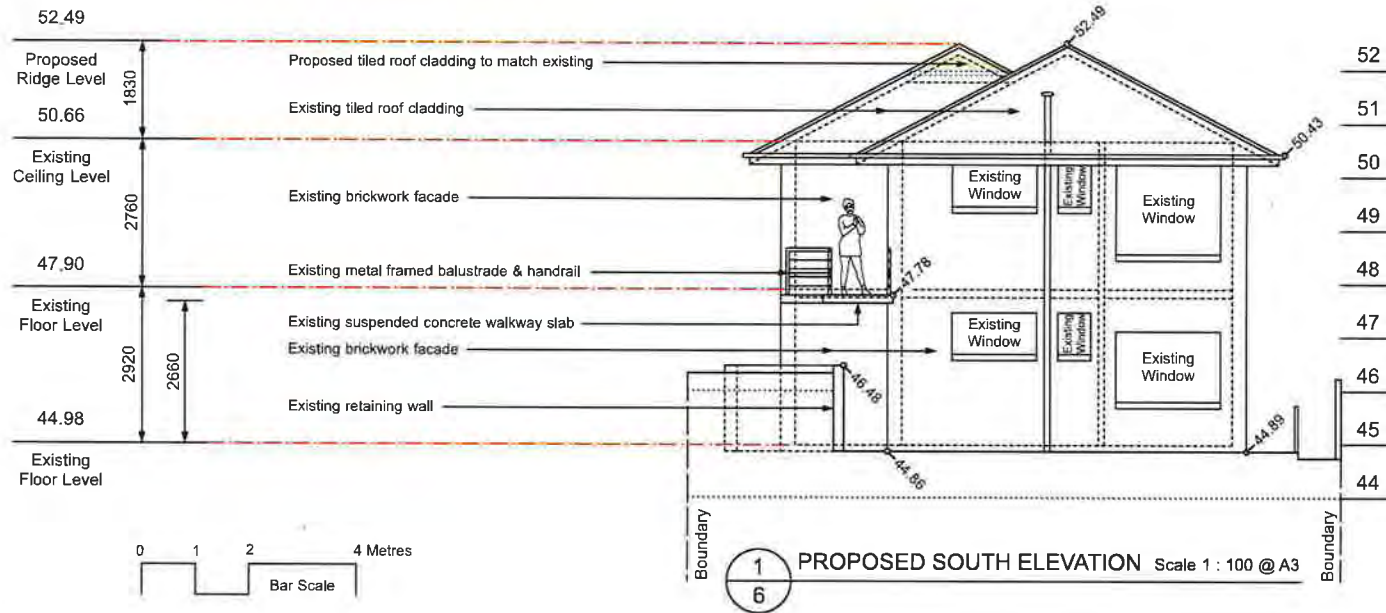 52.49
Proposed
Ridge Level
1830
50.66
Existing
Ceiling Level
2760
47.90
Existing
Floor Level
2920
2660
44.98
Existing
Floor Level
Proposed tiled roof cladding to match existing
Existing tiled roof cladding
Existing brickwork facade
Existing metal framed balustrade & handrail
Existing suspended concrete walkway slab
Existing brickwork facade
Existing retaining wall
52.49
50.43
Existing
Window
Existing
Window
Existing
Window
47.78
Existing
Window
Existing
Window
Existing
Window
46.48
44.86
44.89
52
51
50
49
48
47
46
45
44
0 1 2 4 Metres
Bar Scale
Boundary
1
6
PROPOSED SOUTH ELEVATION Scale 1 : 100 @ A3
Boundary